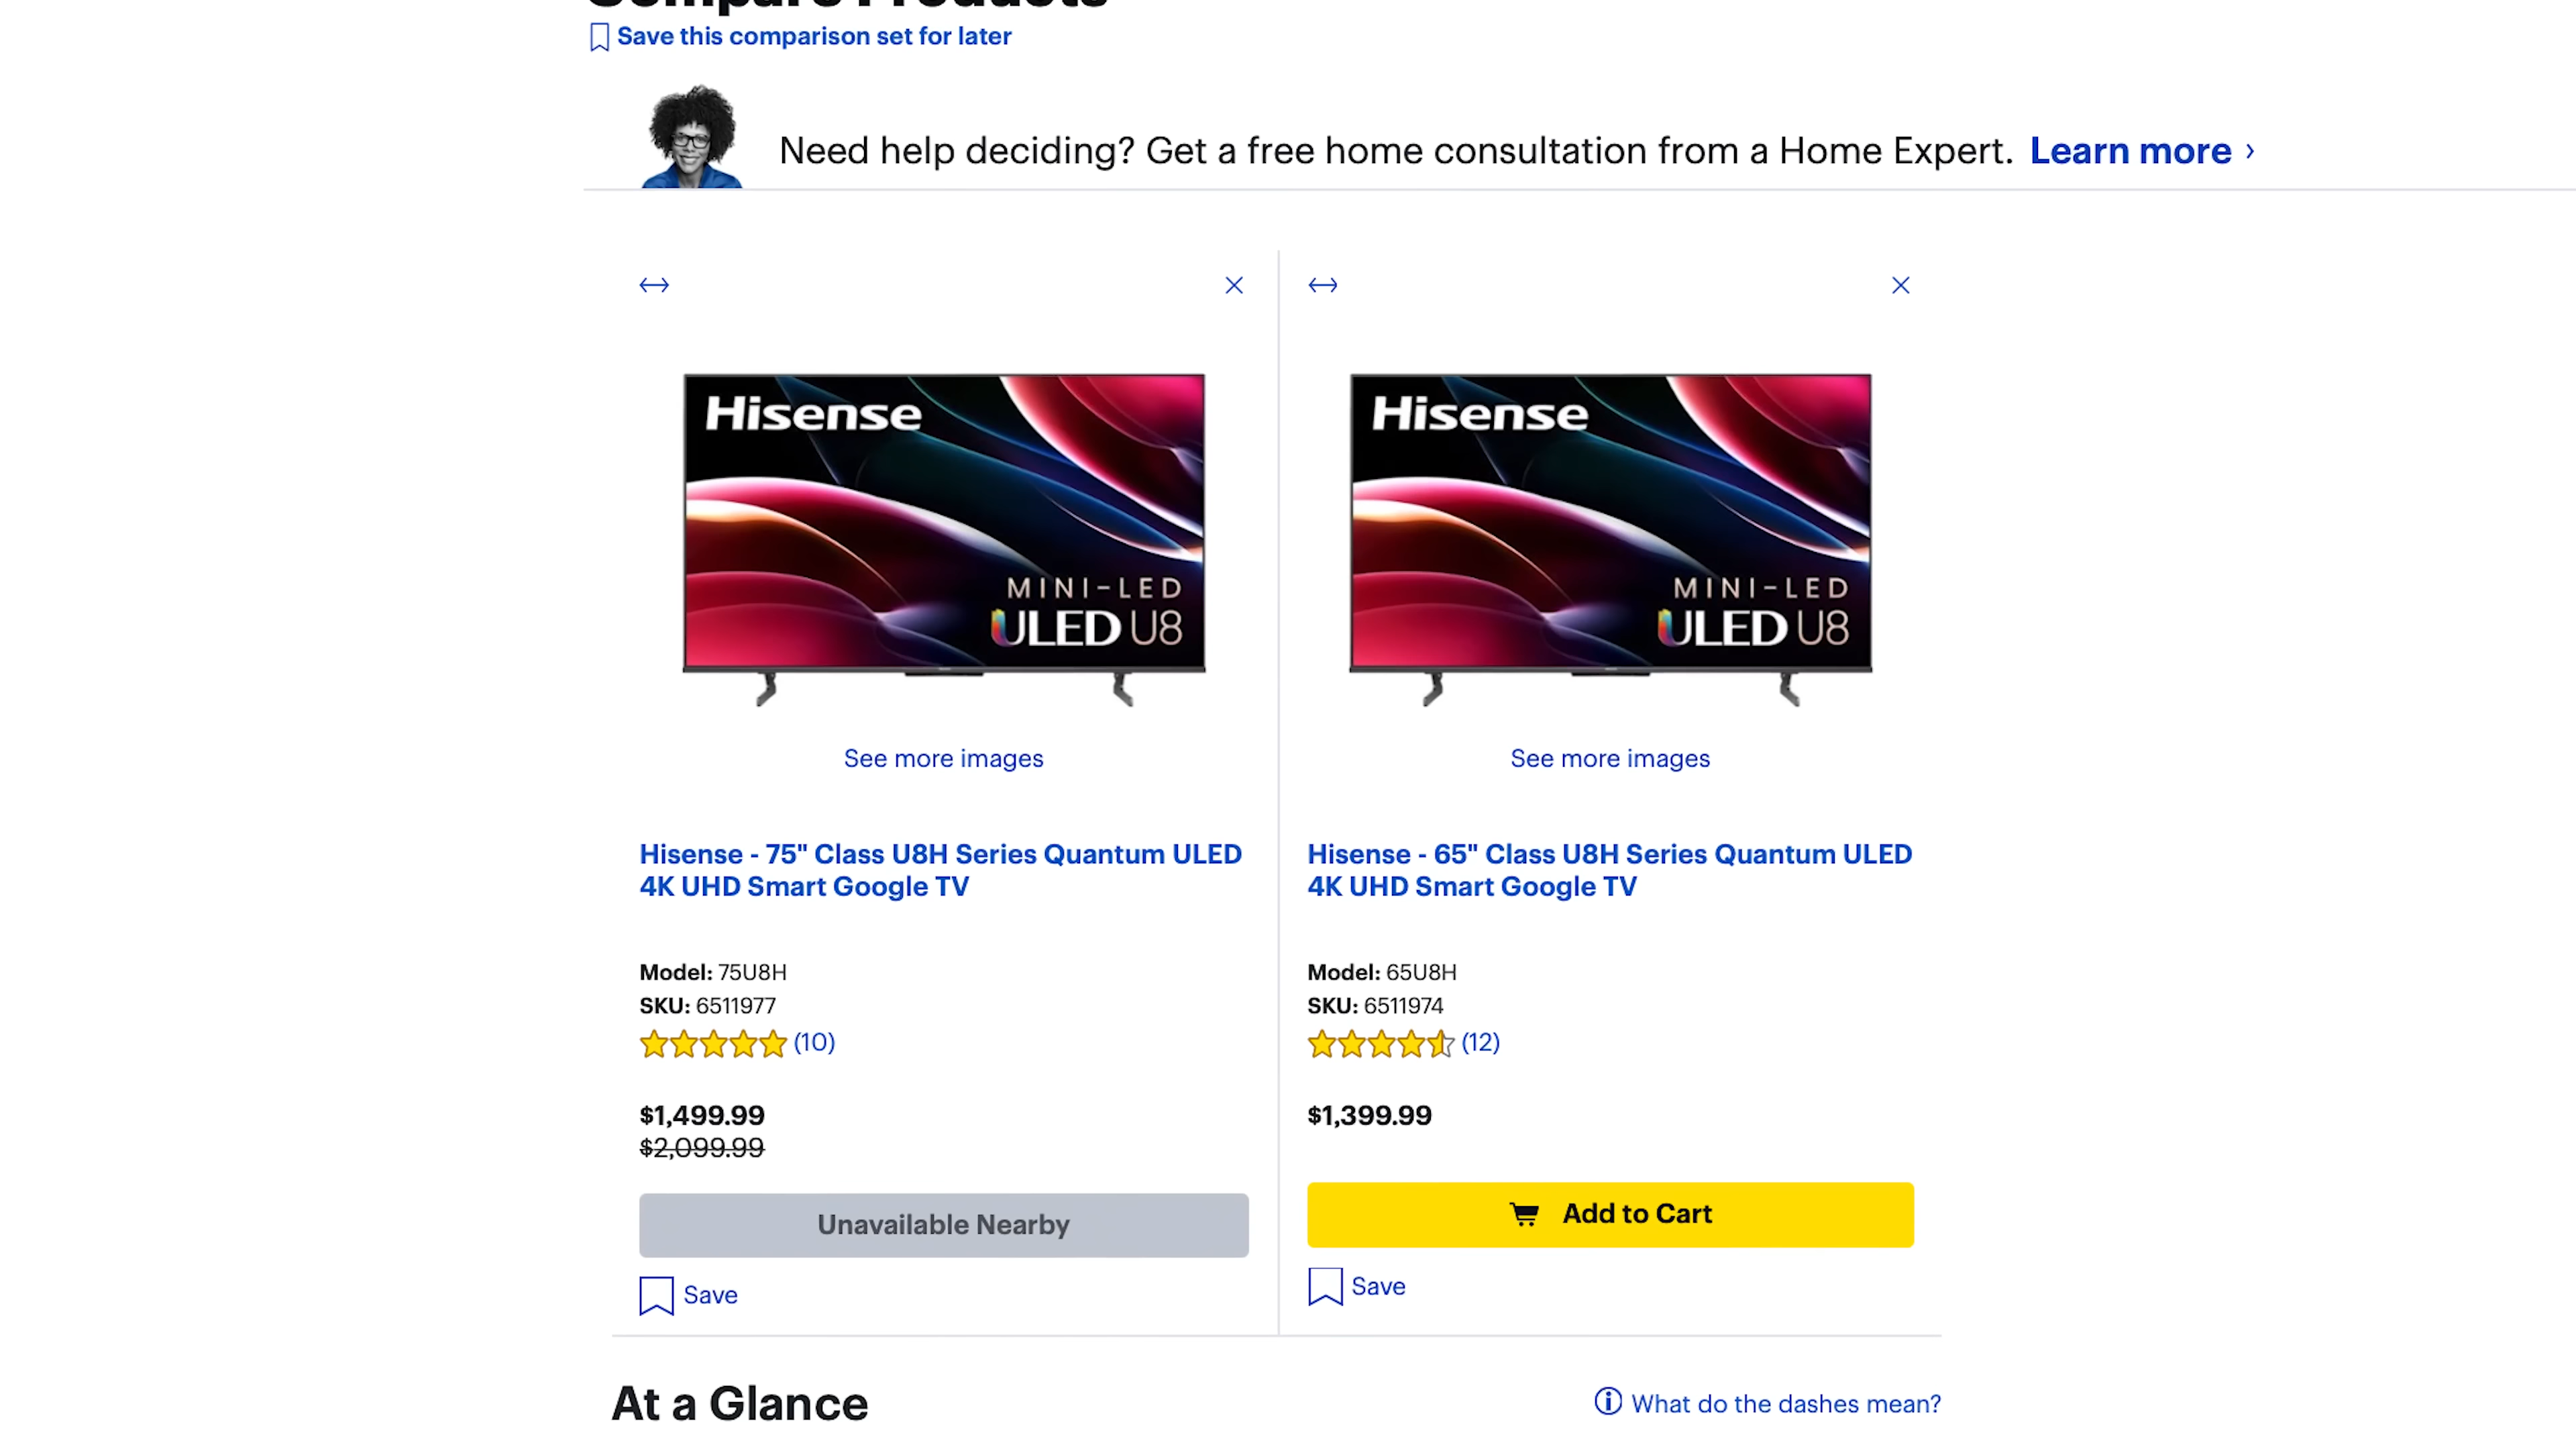 Compare Products
Save this comparison set for later
Need help deciding? Get a free home consultation from a Home Expert. Learn more ›
Hisense
MINI-LED
ULED U8
See more images
Hisense - 75" Class U8H Series Quantum ULED
4K UHD Smart Google TV
Model: 75U8H
SKU: 6511977
(10)
$1,499.99
$2,099.99
Unavailable Nearby
Save
Hisense
MINI-LED
ULED U8
See more images
Hisense - 65" Class U8H Series Quantum ULED
4K UHD Smart Google TV
Model: 65U8H
SKU: 6511974
(12)
$1,399.99
Add to Cart
Save
At a Glance
What do the dashes mean?